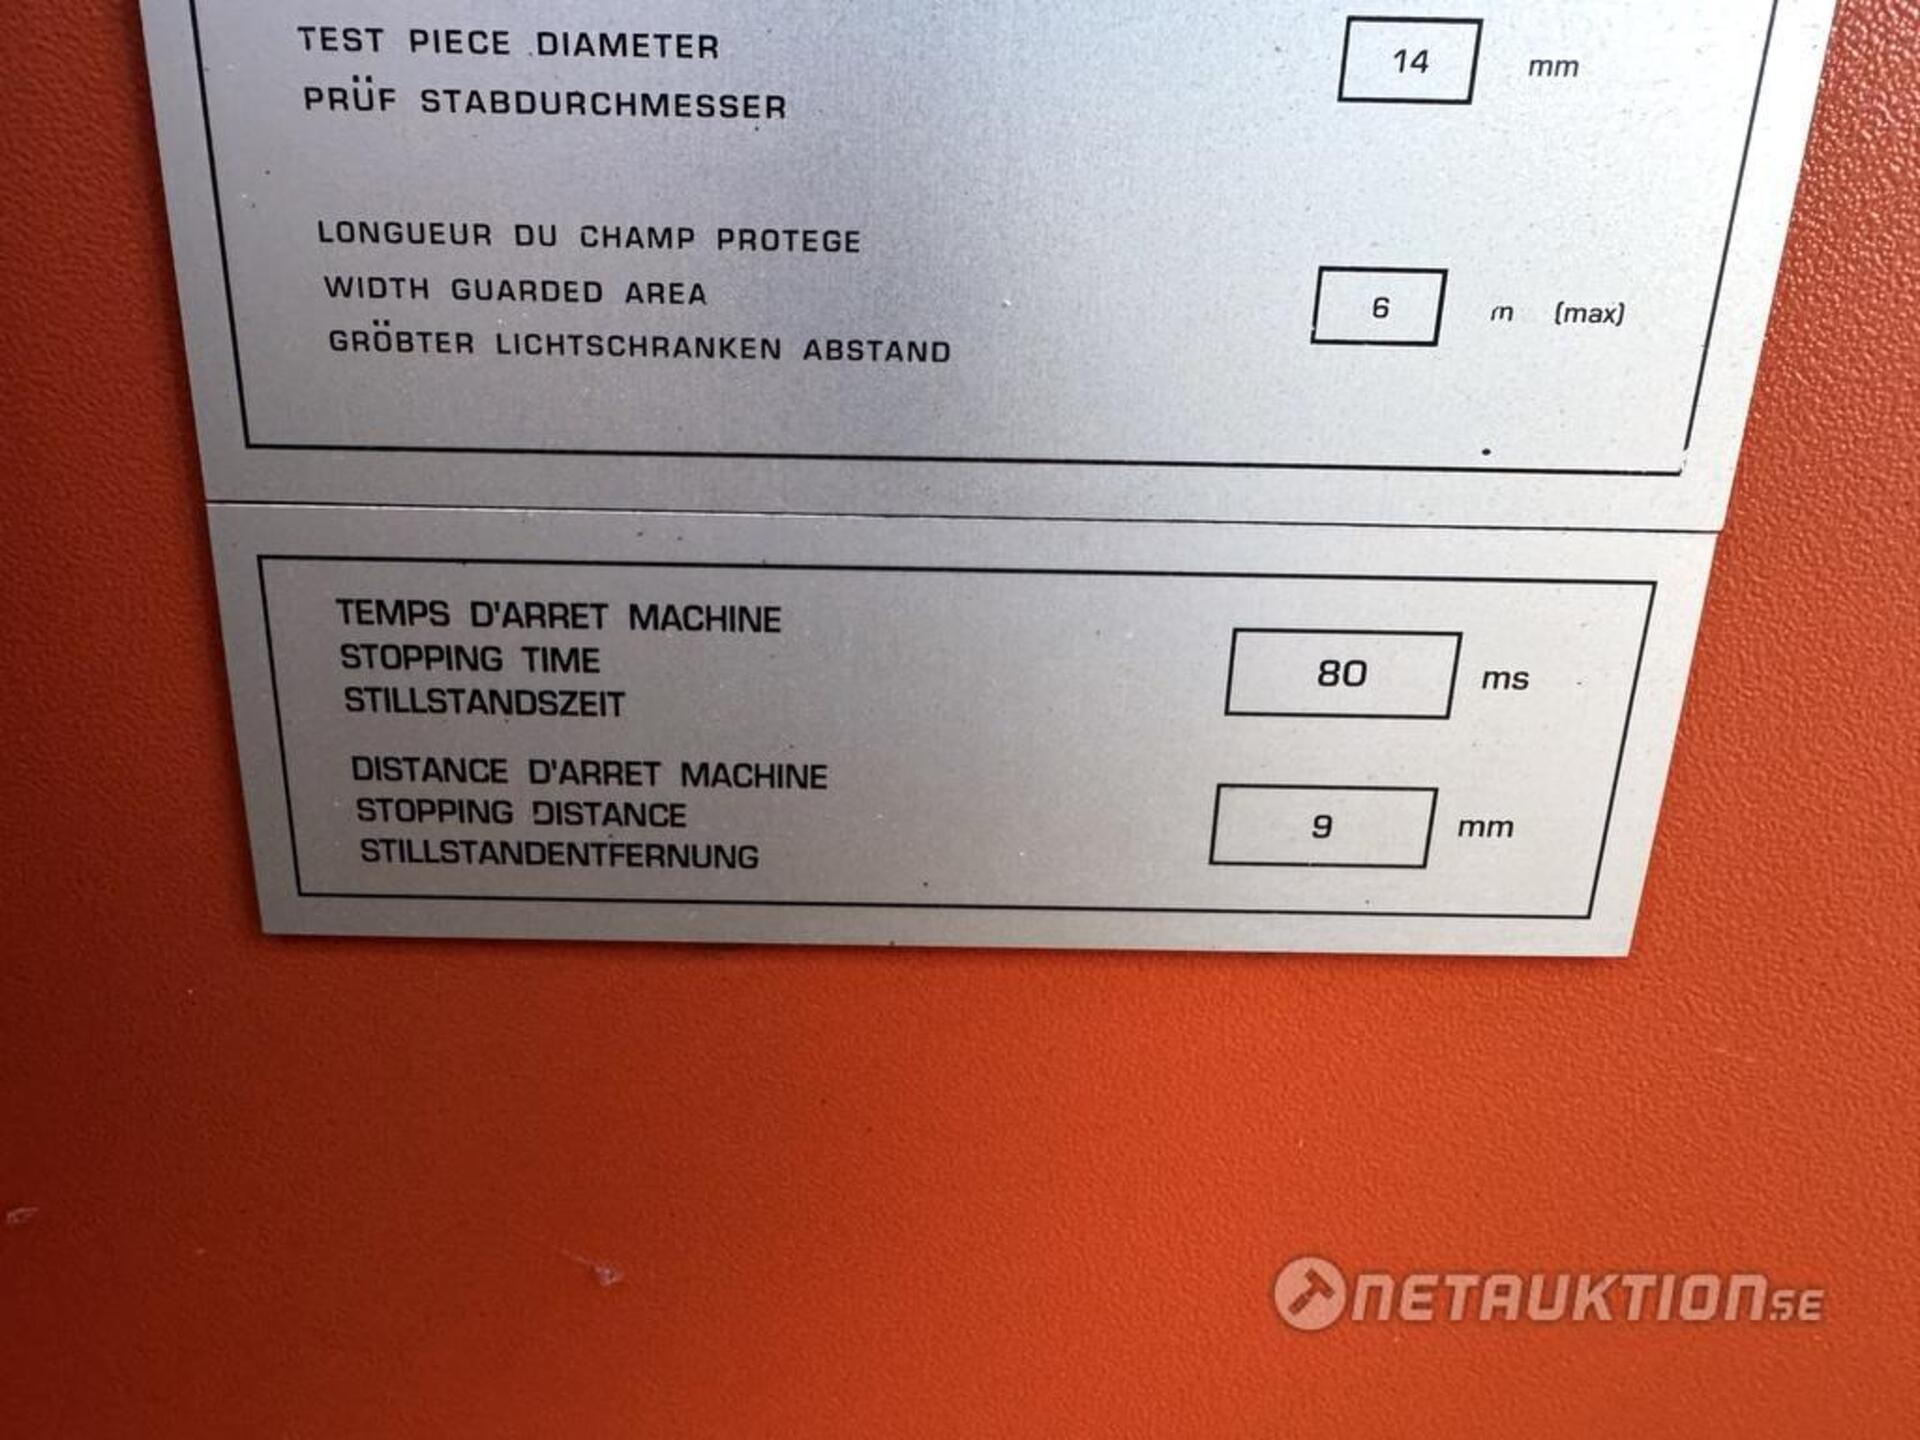 TEST PIECE DIAMETER 14 mm
PRÜF STABDURCHMESSER
LONGUEUR DU CHAMP PROTEGE
WIDTH GUARDED AREA 6 m (max)
GRÖBTER LICHTSCHRANKEN ABSTAND
TEMPS D'ARRET MACHINE
STOPPING TIME 80 ms
STILLSTANDSZEIT
DISTANCE D'ARRET MACHINE
STOPPING DISTANCE 9 mm
STILLSTANDENTFERNUNG
NETAUKTION.SE